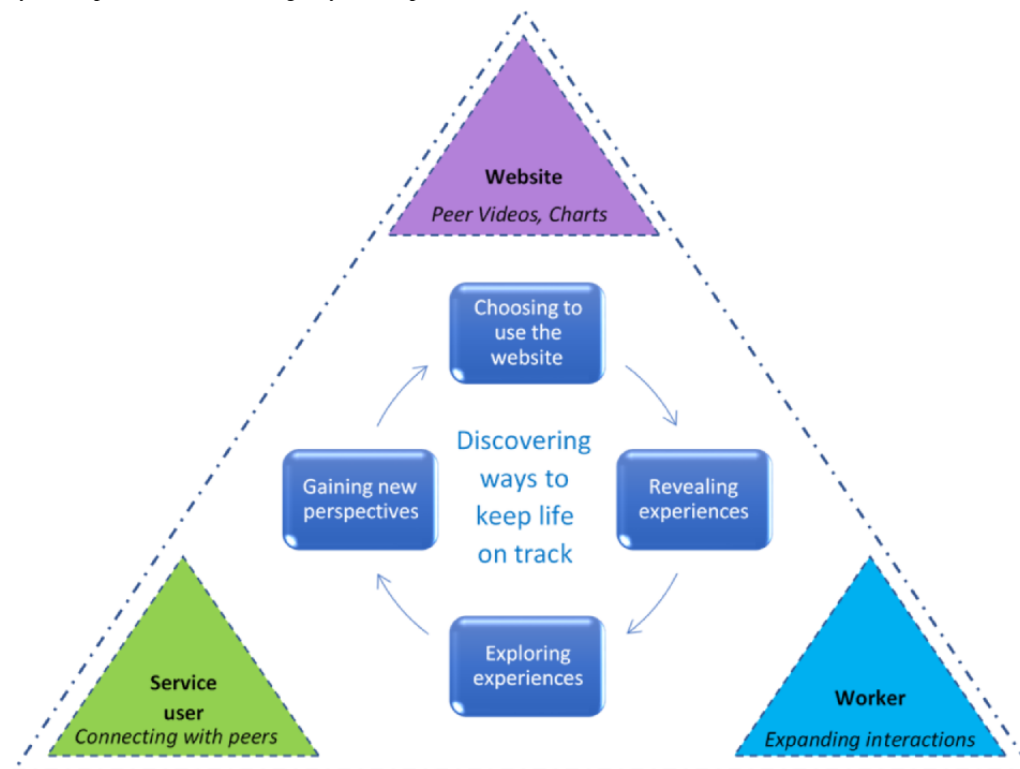 Website
Peer Videos, Charts
Choosing to
use the
website
Discovering
ways to
keep life
on track
Gaining new
perspectives
Revealing
experiences
Exploring
experiences
Service
user
Connecting with peers
Worker
Expanding interactions